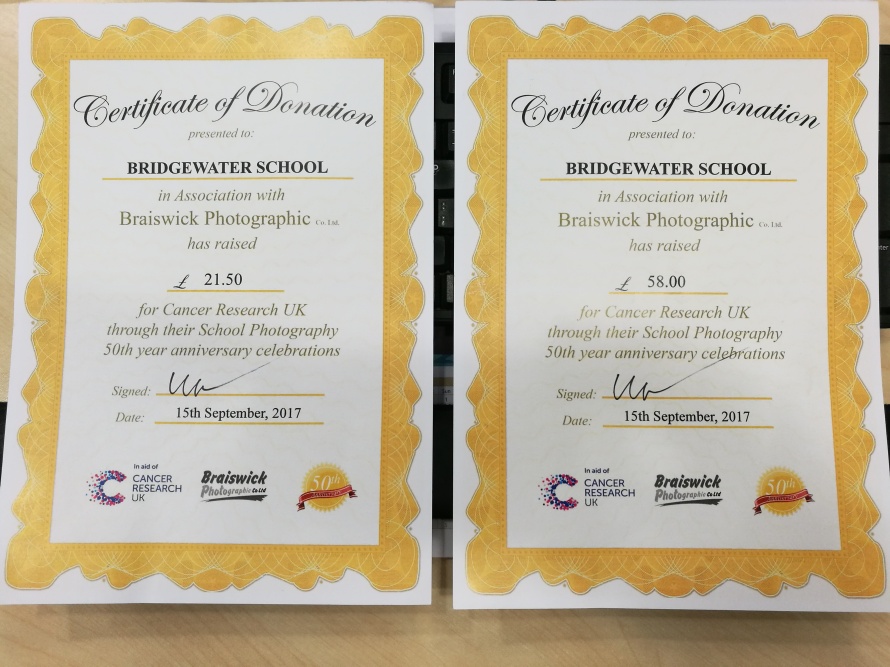 Certificate of Donation
presented to:
BRIDGEWATER SCHOOL
in Association with
Braiswick Photographic Co. Ltd.
has raised
£ 21.50
for Cancer Research UK
through their School Photography
50th year anniversary celebrations
Signed:
Date: 15th September, 2017
In aid of
CANCER
RESEARCH
UK
Braiswick
Photographic Co Ltd
50th
Certificate of Donation
presented to:
BRIDGEWATER SCHOOL
in Association with
Braiswick Photographic Co. Ltd.
has raised
£ 58.00
for Cancer Research UK
through their School Photography
50th year anniversary celebrations
Signed:
Date: 15th September, 2017
In aid of
CANCER
RESEARCH
UK
Braiswick
Photographic Co Ltd
50th